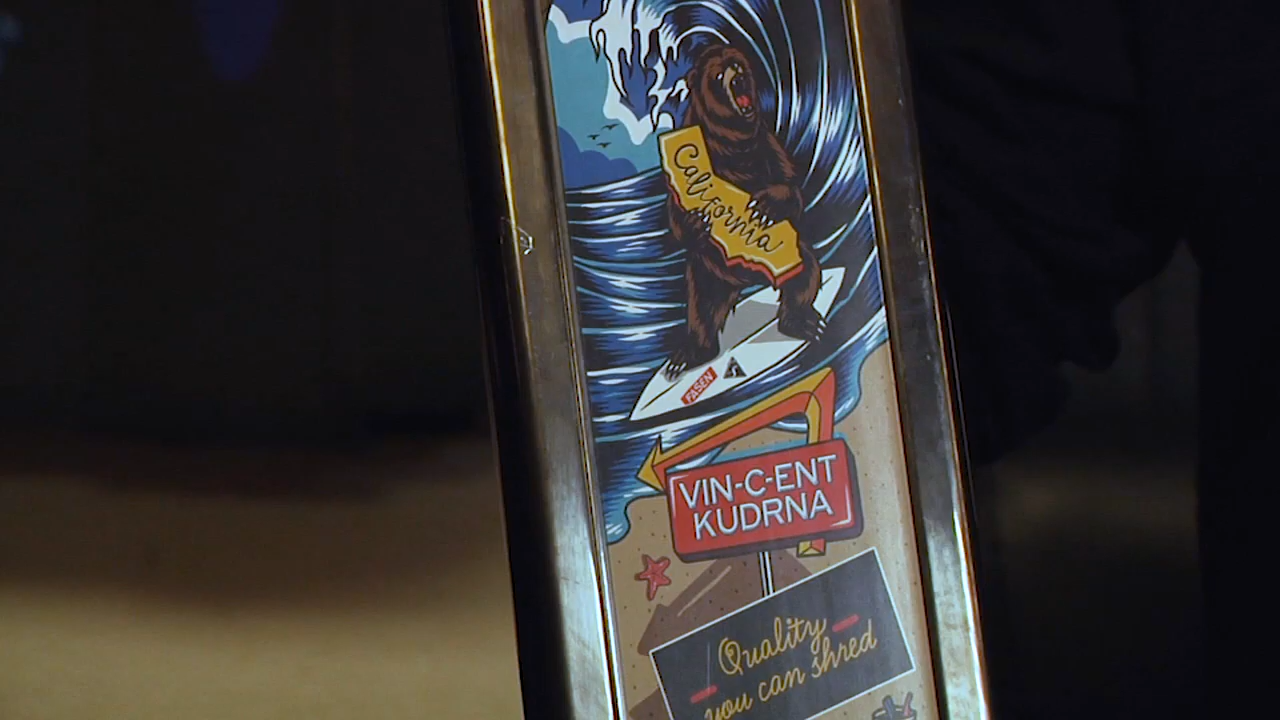 California
FASEN
VIN-C-ENT
KUDRNA
Quality
you can shred